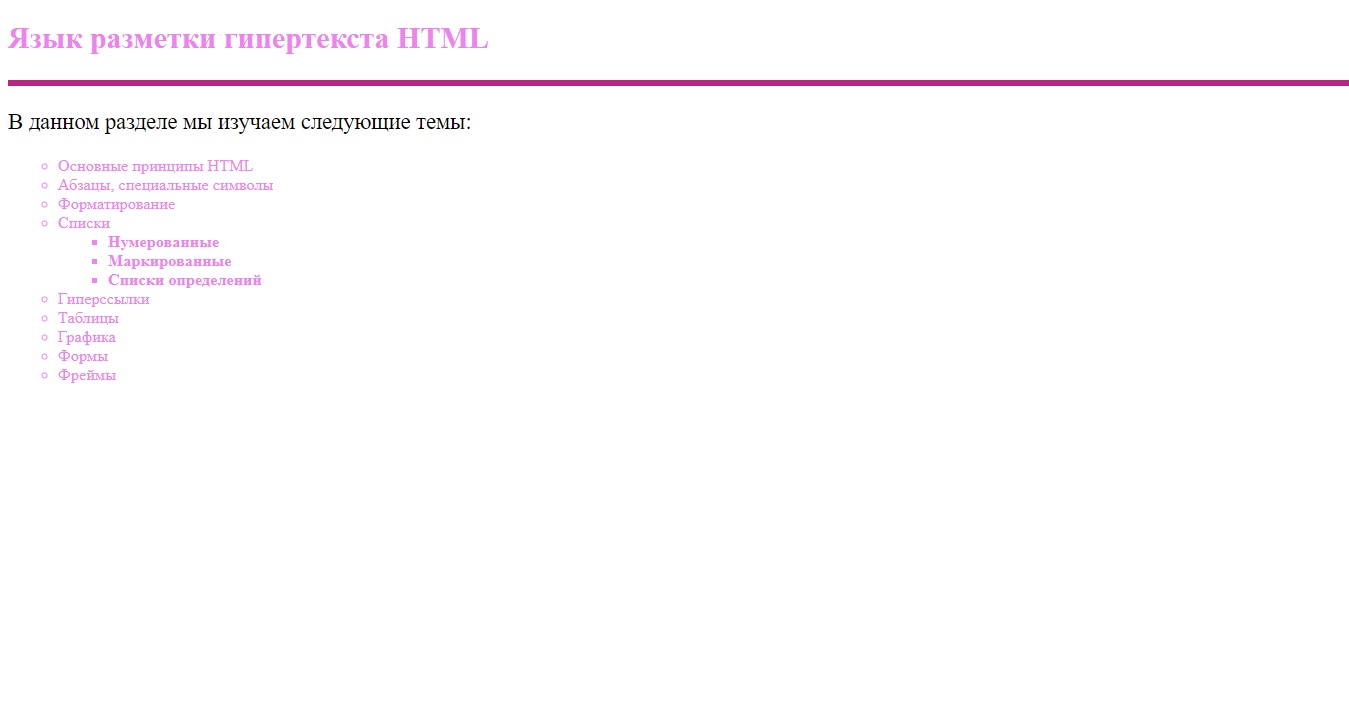 Язык разметки гипертекста HTML
В данном разделе мы изучаем следующие темы:
Основные принципы HTML
Абзацы, специальные символы
Форматирование
Списки
Нумерованные
Маркированные
Списки определений
Гиперссылки
Таблицы
Графика
Формы
Фреймы